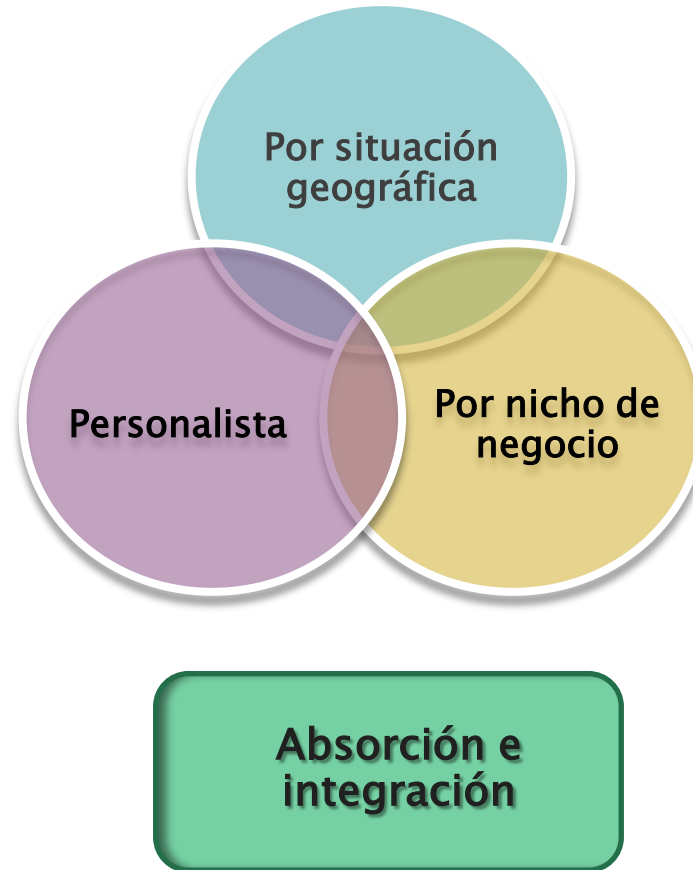 Por situación
geográfica
Personalista
Por nicho de
negocio
Absorción e
integración